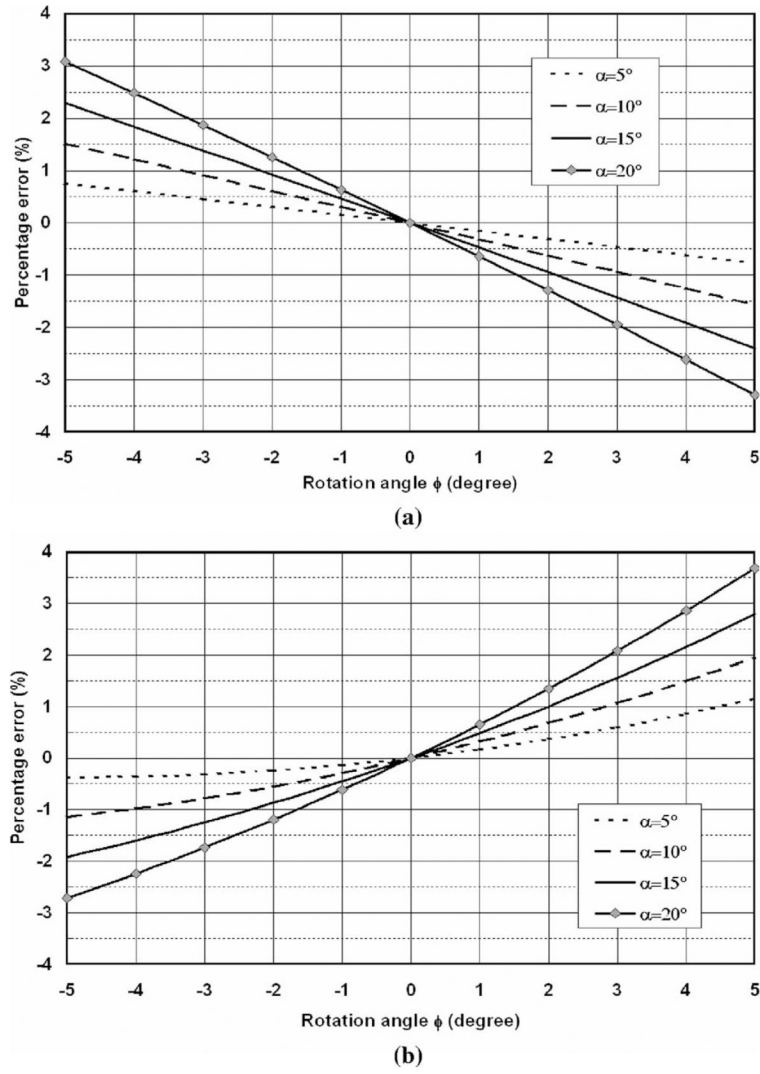 4
3
2
1
0
-1
-2
-3
-4
Percentage error (%)
α=5°
α=10°
α=15°
α=20°
-5 -4 -3 -2 -1 0 1 2 3 4 5
Rotation angle ϕ (degree)
(a)
4
3
2
1
0
-1
-2
-3
-4
Percentage error (%)
α=5°
α=10°
α=15°
α=20°
-5 -4 -3 -2 -1 0 1 2 3 4 5
Rotation angle ϕ (degree)
(b)